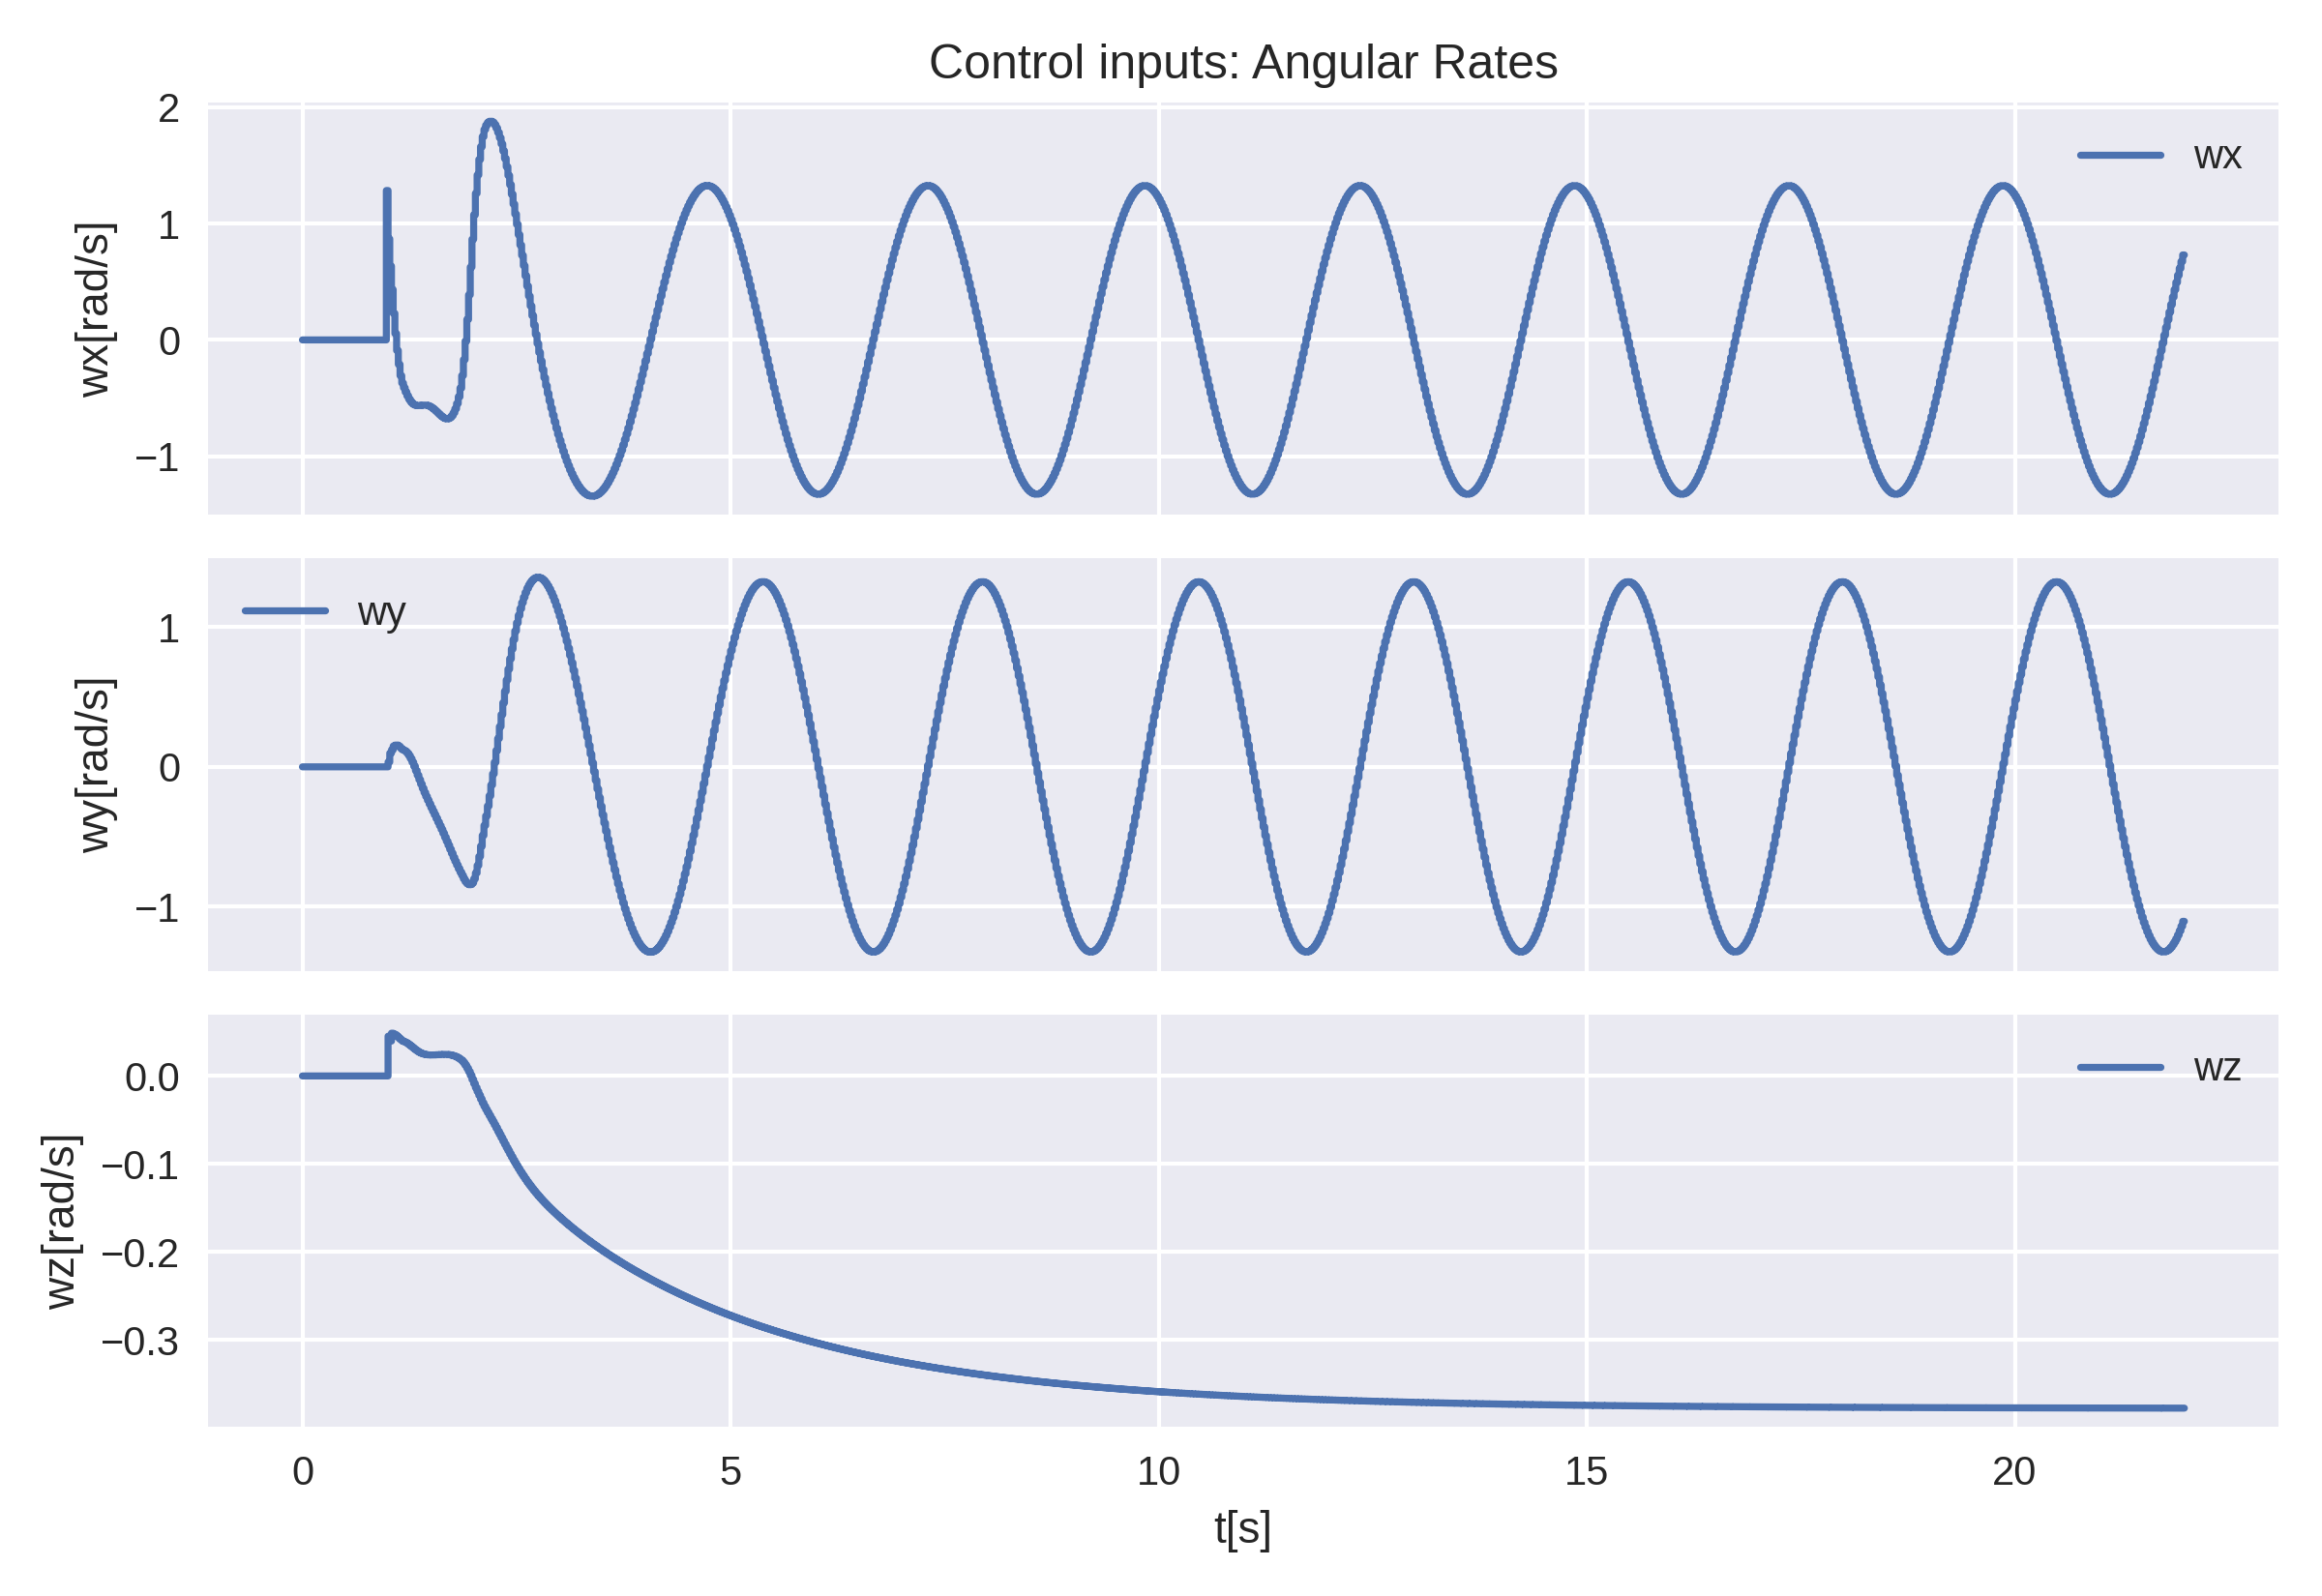 Control inputs: Angular Rates
2
1
0
−1
wx[rad/s]
wx
1
0
−1
wy[rad/s]
wy
0.0
−0.1
−0.2
−0.3
wz[rad/s]
wz
0 5 10 15 20
t[s]